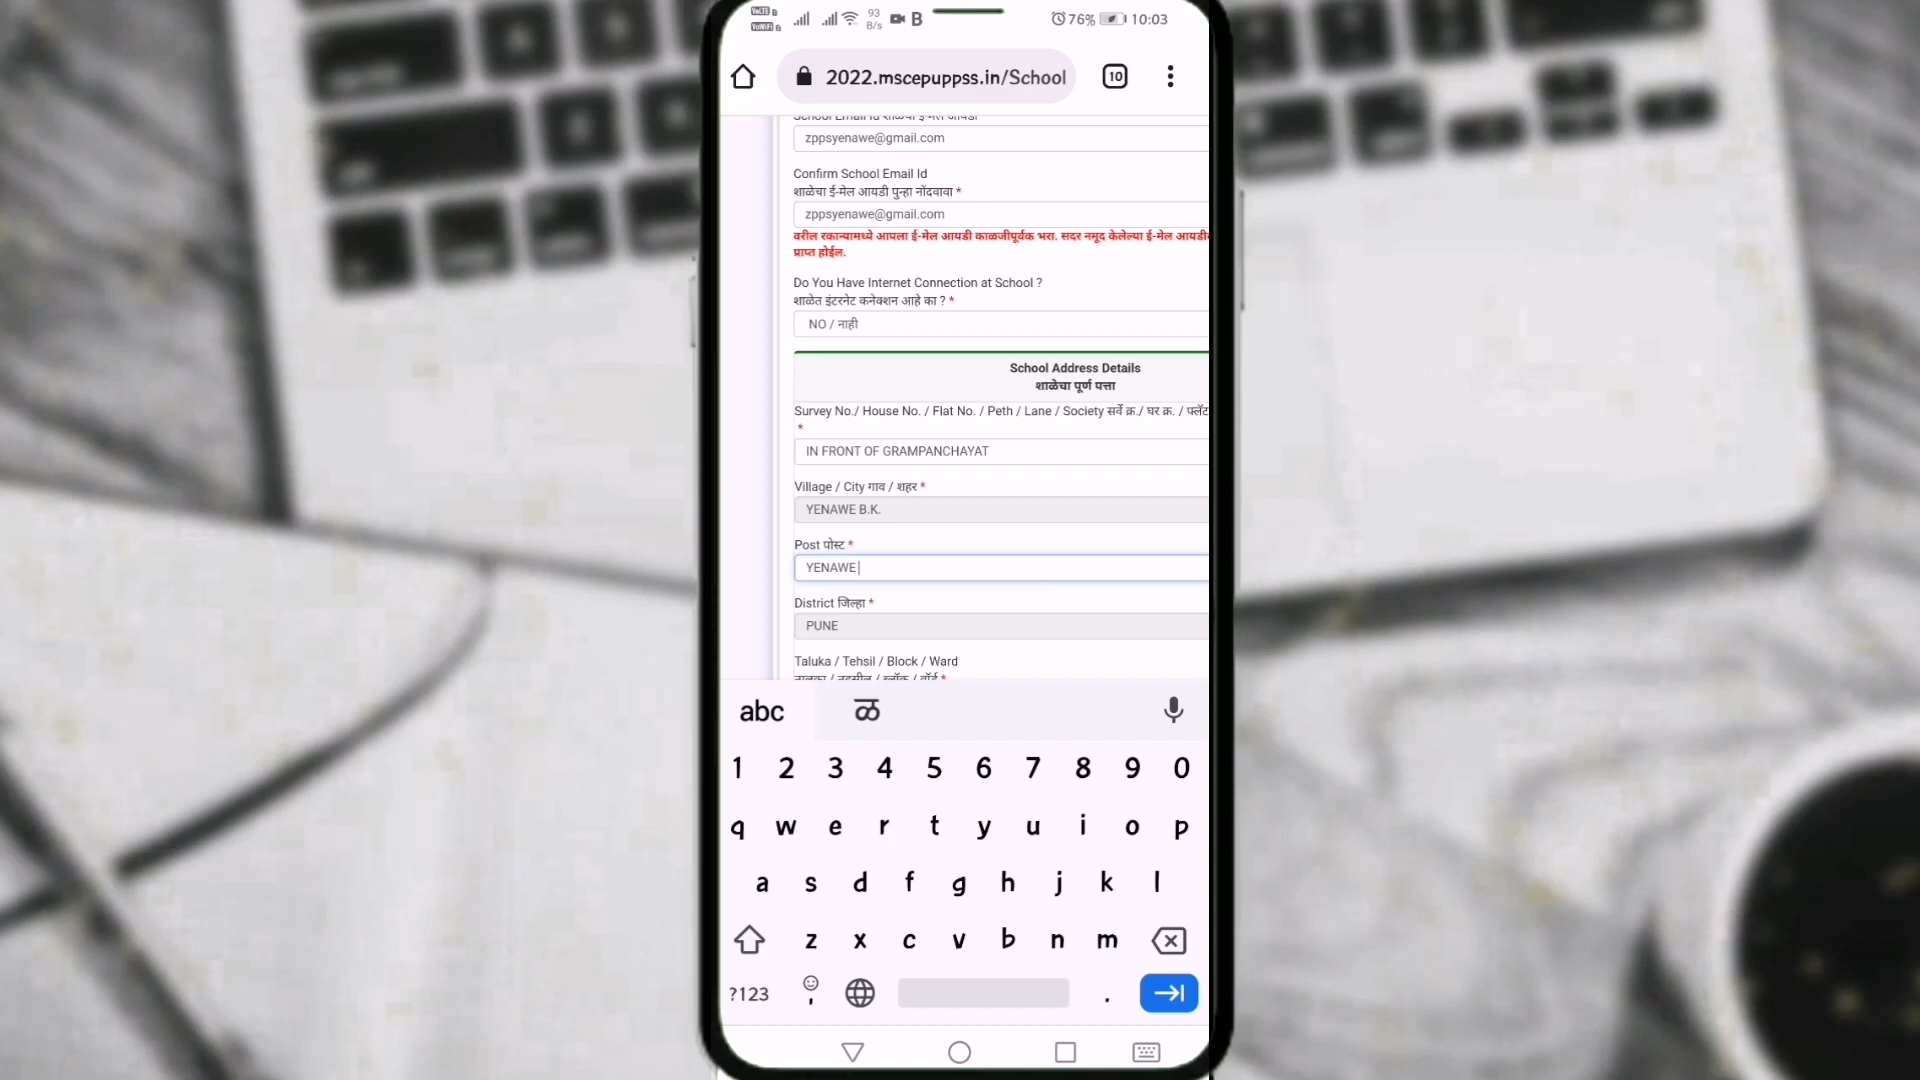 93
B/s
B
76%
10:03
2022.mscepuppss.in/School
10
School Email Id शाळेचा ई-मेल आयडी
zppsyenawe@gmail.com
Confirm School Email Id
शाळेचा ई-मेल आयडी पुन्हा नोंदवावा *
zppsyenawe@gmail.com
वरील रकान्यामध्ये आपला ई-मेल आयडी काळजीपूर्वक भरा. सदर नमूद केलेल्या ई-मेल
प्राप्त होईल.
Do You Have Internet Connection at School ?
शाळेत इंटरनेट कनेक्शन आहे का ? *
NO / नाही
School Address Details
शाळेचा पूर्ण पत्ता
Survey No./ House No. / Flat No. / Peth / Lane / Society सर्वे क्र./ घर क्र. /
*
IN FRONT OF GRAMPANCHAYAT
Village / City गाव / शहर *
YENAWE B.K.
Post पोस्ट *
YENAWE
District जिल्हा *
PUNE
Taluka / Tehsil / Block / Ward
तालुका / तहसील / ब्लॉक / वॉर्ड *
abc ळ
1 2 3 4 5 6 7 8 9 0
q w e r t y u i o p
a s d f g h j k l
z x c v b n m
?123 , .